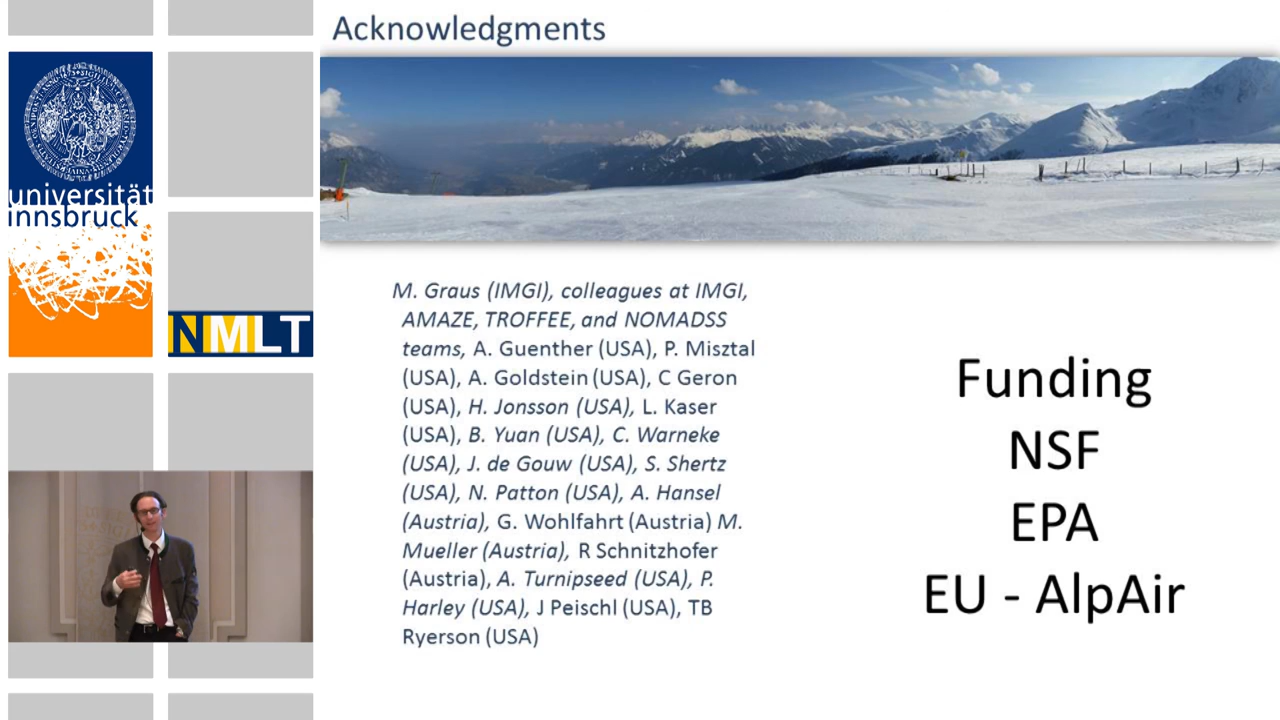 Acknowledgments
universität
innsbruck
NMLT
M. Graus (IMGI), colleagues at IMGI,
AMAZE, TROFFEE, and NOMADSS
teams, A. Guenther (USA), P. Misztal
(USA), A. Goldstein (USA), C Geron
(USA), H. Jonsson (USA), L. Kaser
(USA), B. Yuan (USA), C. Warneke
(USA), J. de Gouw (USA), S. Shertz
(USA), N. Patton (USA), A. Hansel
(Austria), G. Wohlfahrt (Austria) M.
Mueller (Austria), R Schnitzhofer
(Austria), A. Turnipseed (USA), P.
Harley (USA), J Peischl (USA), TB
Ryerson (USA)
Funding
NSF
EPA
EU - AlpAir